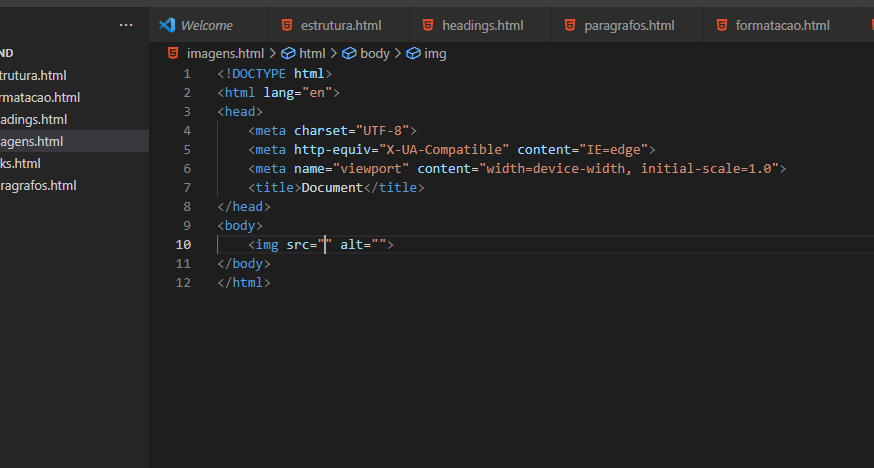 ... Welcome estrutura.html headings.html paragrafos.html formatacao.html
ND
imagens.html > html > body > img
trutura.html
rmatacao.html
adings.html
agens.html
ks.html
ragrafos.html
1 <!DOCTYPE html>
2 <html lang="en">
3 <head>
4 <meta charset="UTF-8">
5 <meta http-equiv="X-UA-Compatible" content="IE=edge">
6 <meta name="viewport" content="width=device-width, initial-scale=1.0">
7 <title>Document</title>
8 </head>
9 <body>
10 <img src="" alt="">
11 </body>
12 </html>